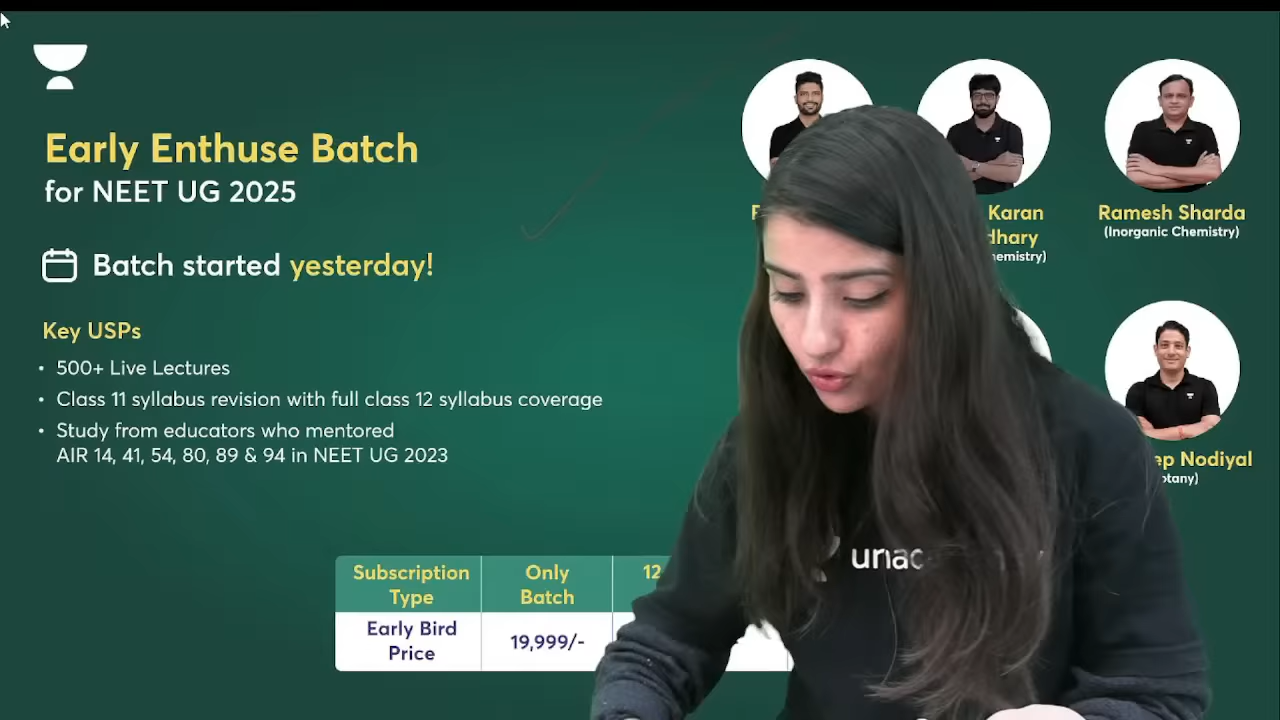 Early Enthuse Batch
for NEET UG 2025
Batch started yesterday!
Key USPs
• 500+ Live Lectures
• Class 11 syllabus revision with full class 12 syllabus coverage
• Study from educators who mentored
AIR 14, 41, 54, 80, 89 & 94 in NEET UG 2023
Karan
Ramesh Sharda
(Inorganic Chemistry)
Nodiyal
Subscription
Type
Only
Batch
12
Early Bird
Price
19,999/-